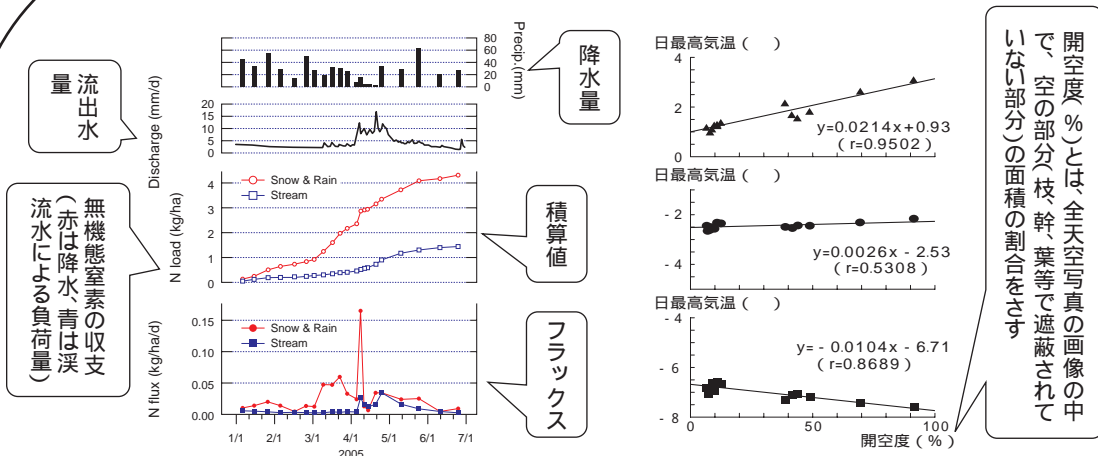 流出水
量
Precip.(mm)
80
60
40
20
0
降水量
Discharge (mm/d)
20
15
10
5
0
N load (kg/ha)
4
3
2
1
0
Snow & Rain
Stream
積算値
無機態窒素の収支
(赤は降水、青は渓
流水による負荷量)
N flux (kg/ha/d)
0.15
0.10
0.05
0.00
Snow & Rain
Stream
フラックス
1/1 2/1 3/1 4/1 5/1 6/1 7/1
2005
日最高気温( )
4
2
0
y=0.0214x+0.93
(r=0.9502)
日最高気温( )
- 2
- 4
y=0.0026x - 2.53
(r=0.5308)
日最高気温( )
- 4
- 6
- 8
y= - 0.0104x - 6.71
(r=0.8689)
0 50 100
開空度(%)
開空度(%)とは、全天空写真の画像の中
で、空の部分(枝、幹、葉等で遮蔽されて
いない部分)の面積の割合をさす